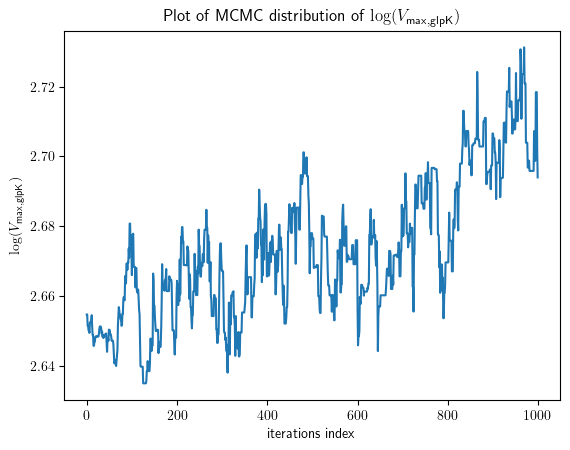 Plot of MCMC distribution of log(V_max,glpK)
log(V_max,glpK)
2.72
2.70
2.68
2.66
2.64
0 200 400 600 800 1000
iterations index